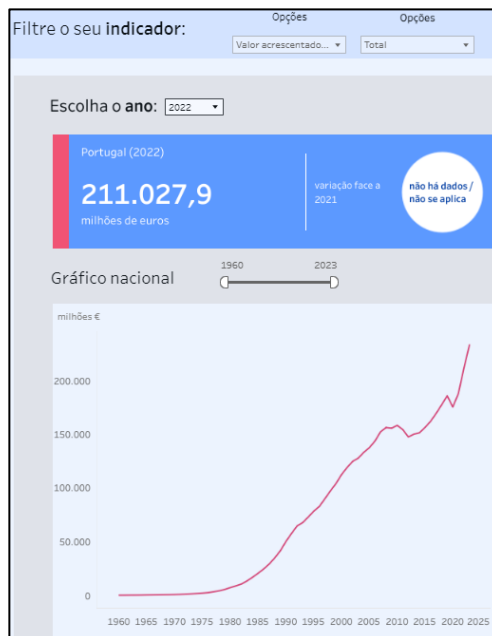 Filtre o seu indicador:
Opções
Opções
Valor acrescentado...
Total
Escolha o ano: 2022
Portugal (2022)
211.027,9
milhões de euros
variação face a
2021
não há dados /
não se aplica
Gráfico nacional
1960
2023
milhões €
200.000
150.000
100.000
50.000
0
1960 1965 1970 1975 1980 1985 1990 1995 2000 2005 2010 2015 2020 2025